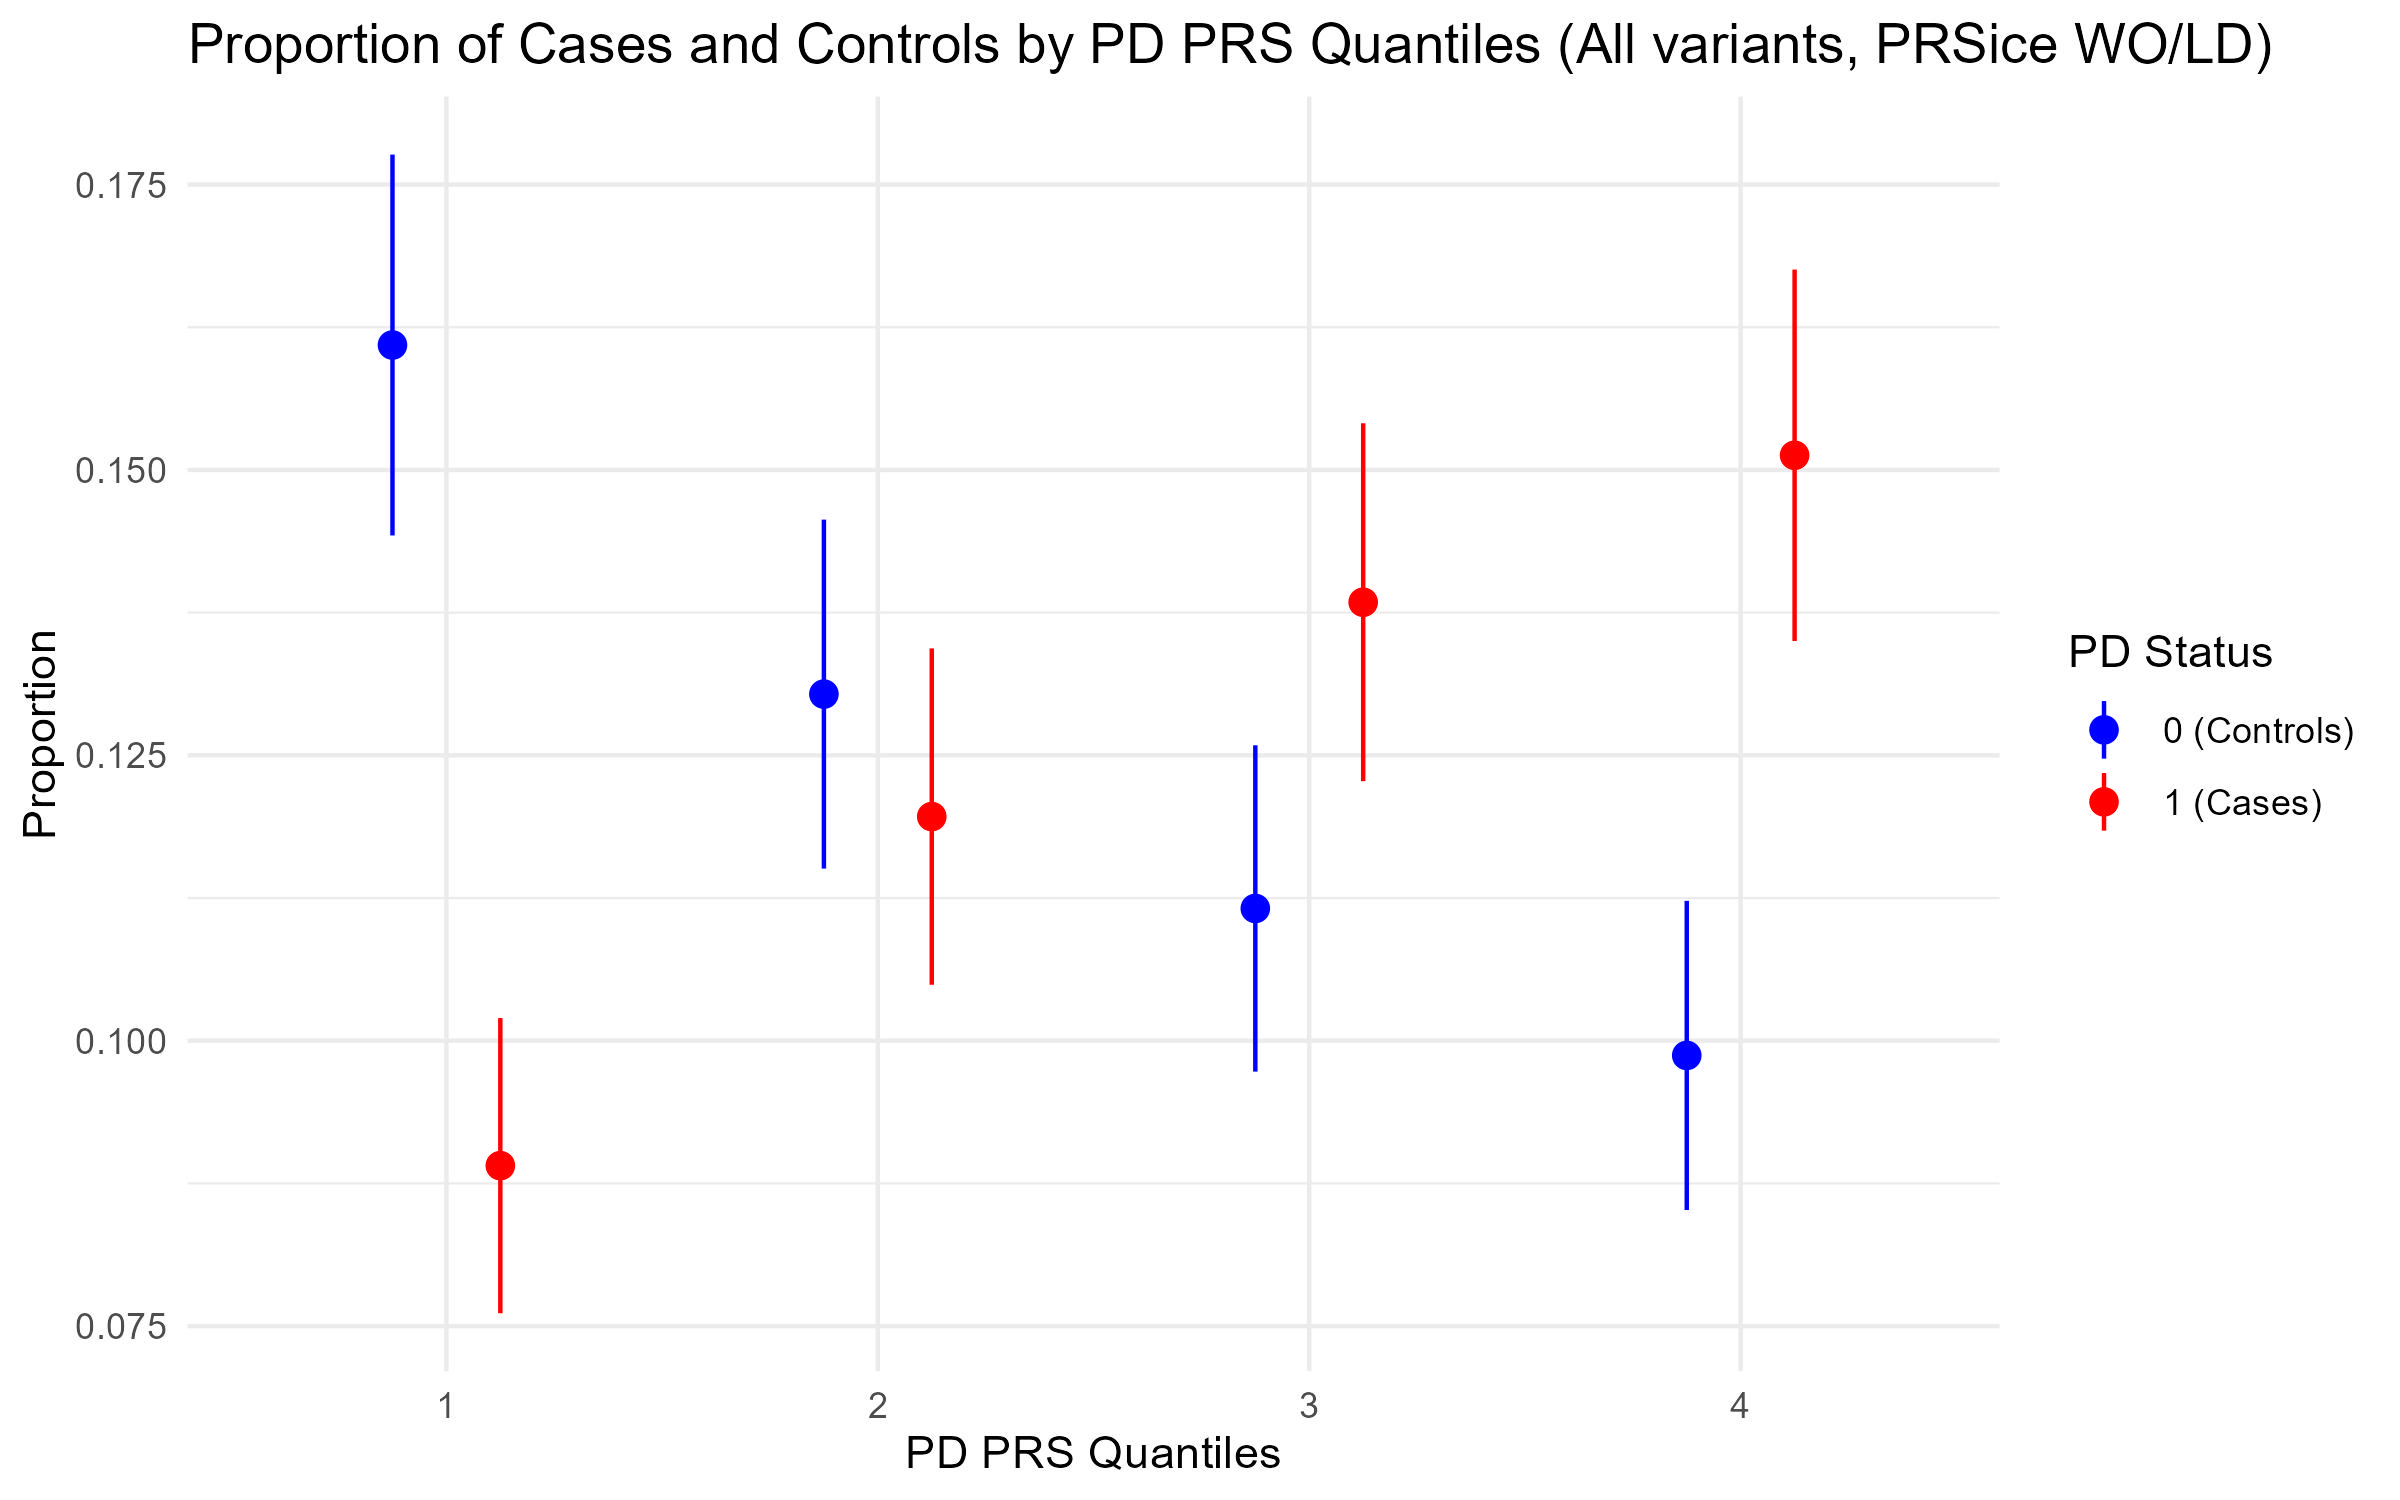 Proportion of Cases and Controls by PD PRS Quantiles (All variants, PRSice WO/LD)
Proportion
0.175
0.150
0.125
0.100
0.075
1 2 3 4
PD PRS Quantiles
PD Status
0 (Controls)
1 (Cases)